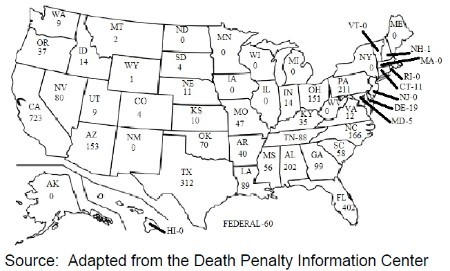 WA
9
OR
37
ID
14
MT
2
ND
0
MN
0
WI
0
MI
0
NY
0
VT-0
ME
0
NH-1
MA-0
RI-0
CT-11
NJ-0
DE-19
MD-5
SD
4
WY
1
NE
11
IA
0
IL
0
IN
14
OH
151
PA
211
WV
0
VA
12
NV
80
UT
9
CO
4
KS
10
MO
47
KY
35
CA
723
AZ
153
NM
0
OK
70
AR
40
TN-88
NC
166
SC
58
TX
312
LA
89
MS
56
AL
202
GA
99
FL
402
AK
0
HI-0
FEDERAL-60
Source: Adapted from the Death Penalty Information Center